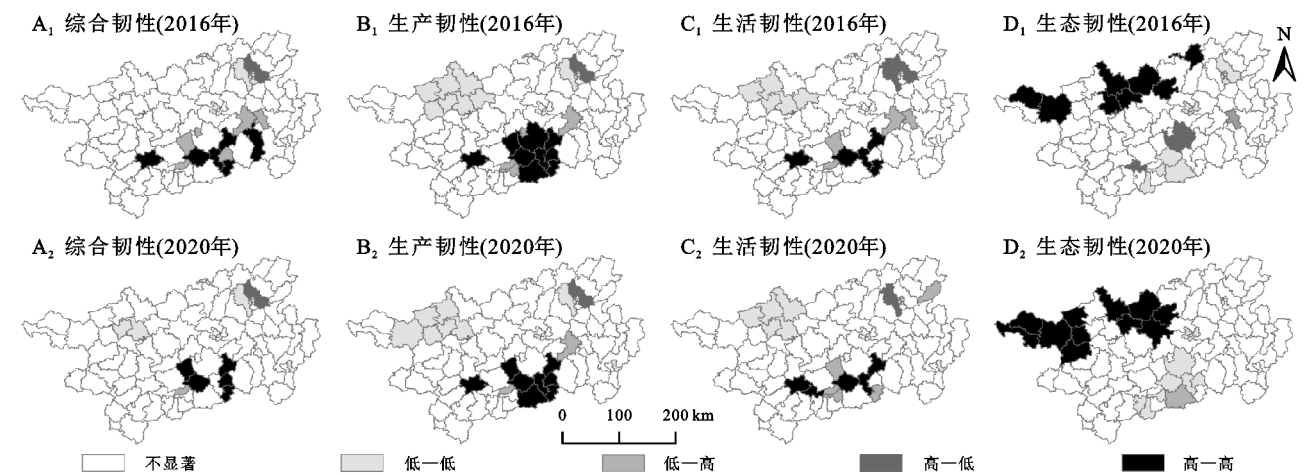 A₁ 综合韧性(2016年)
B₁ 生产韧性(2016年)
C₁ 生活韧性(2016年)
D₁ 生态韧性(2016年)
N
A₂ 综合韧性(2020年)
B₂ 生产韧性(2020年)
C₂ 生活韧性(2020年)
D₂ 生态韧性(2020年)
0 100 200 km
不显著 低—低 低—高 高—低 高—高